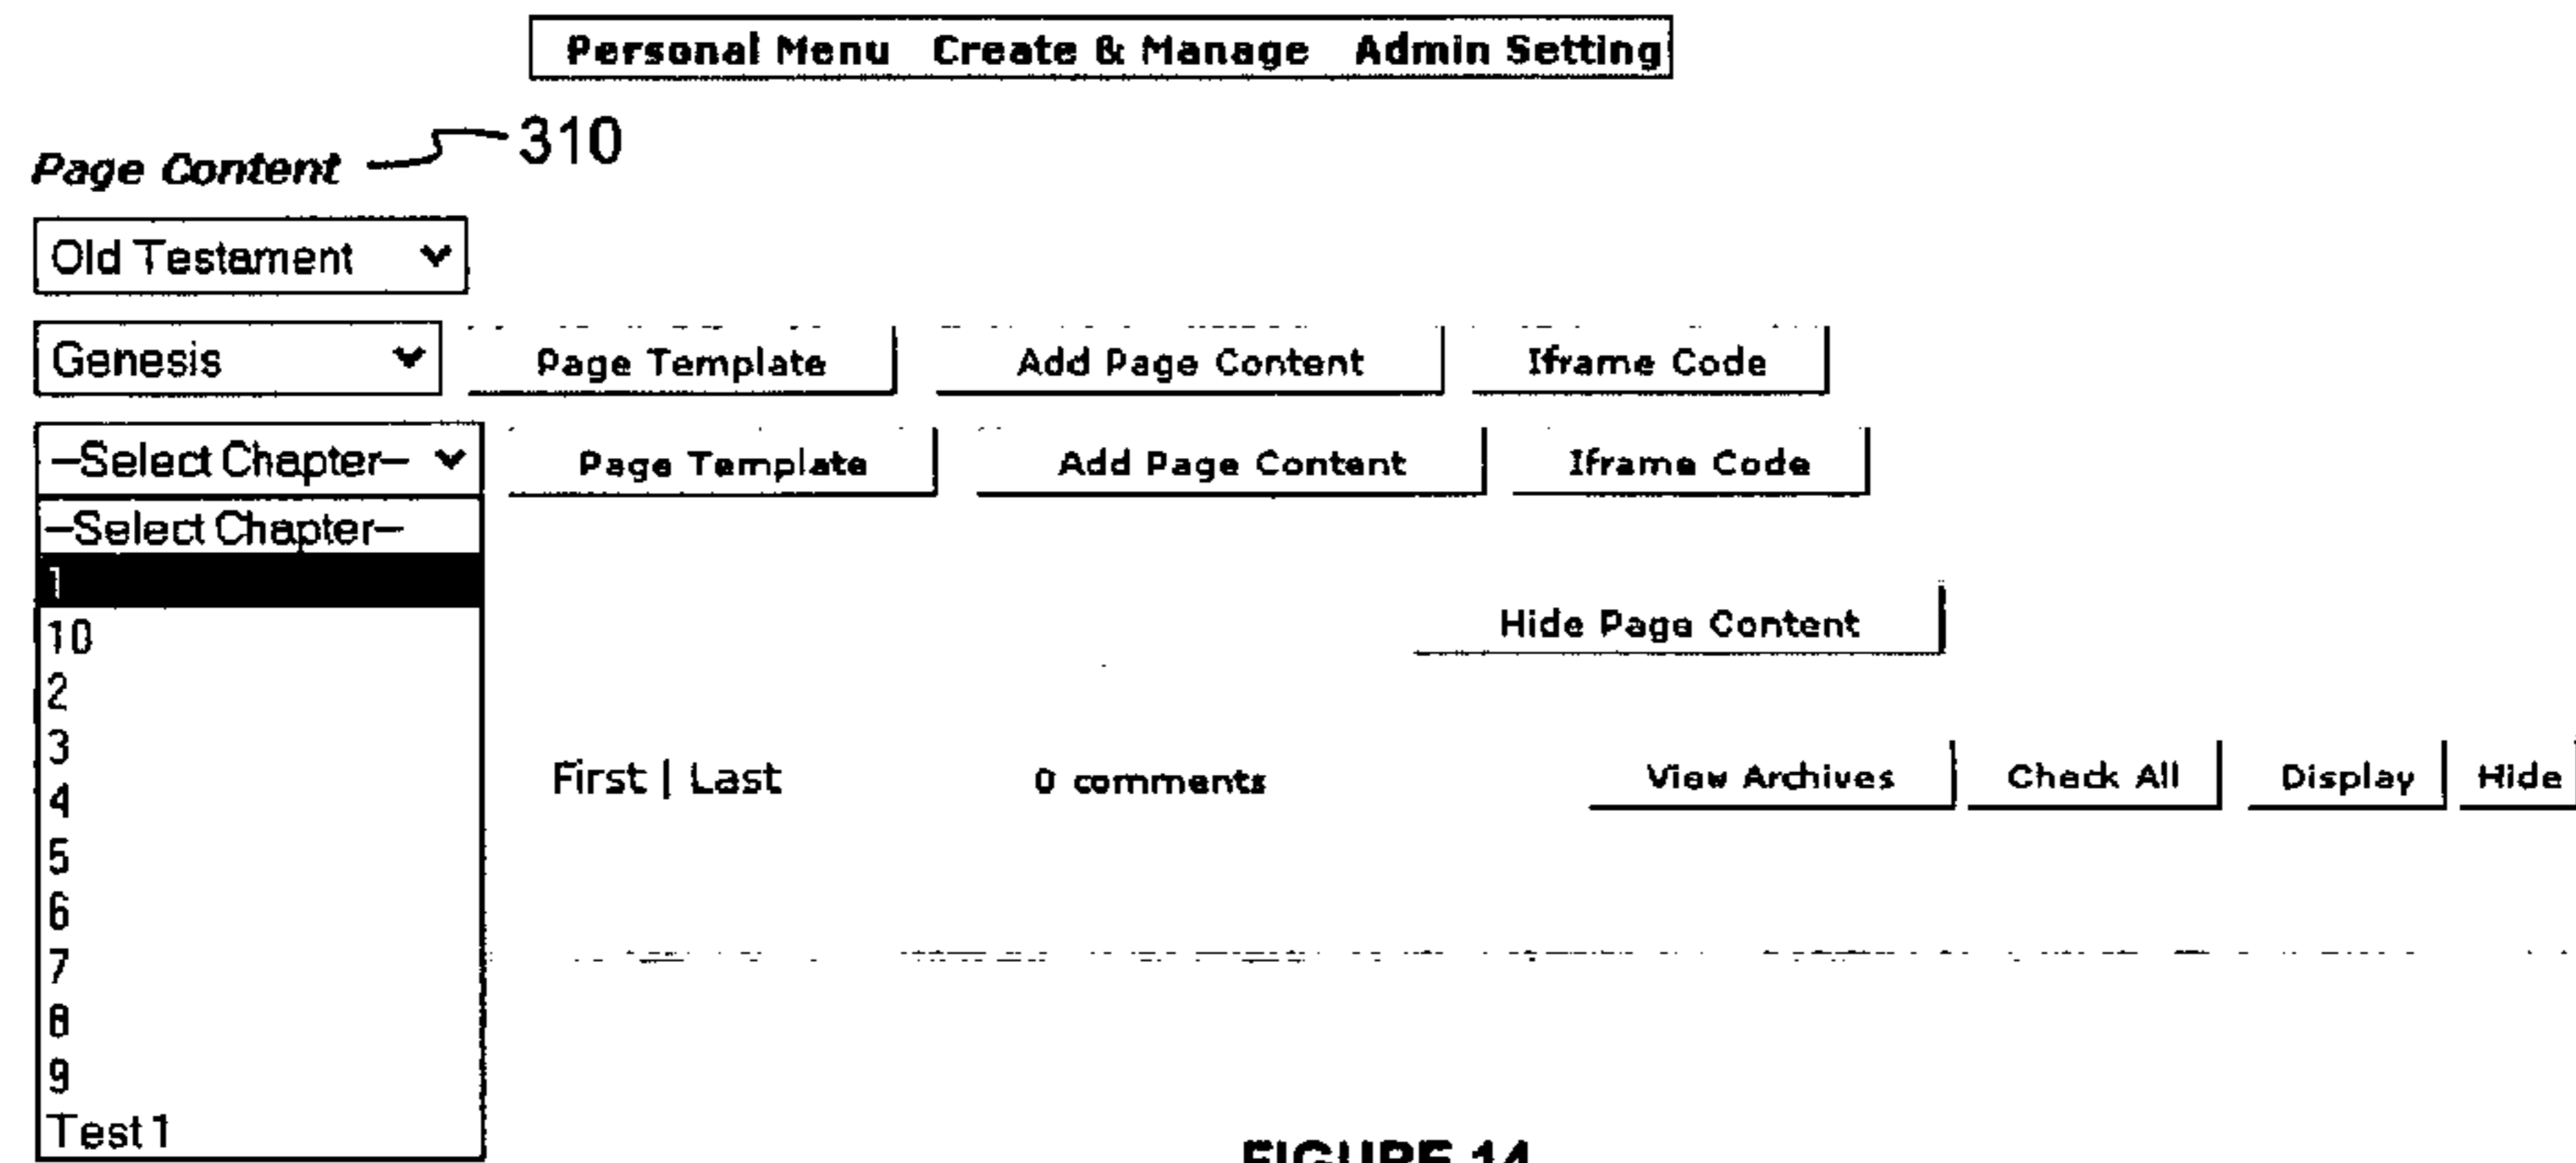 Personal Menu Create & Manage Admin Setting
310
Page Content
Old Testament
Genesis Page Template Add Page Content Iframe Code
–Select Chapter– Page Template Add Page Content Iframe Code
–Select Chapter–
1
Hide Page Content
10
2
3
First | Last 0 comments View Archives Check All Display Hide
4
5
6
7
8
9
Test1
FIGURE 14